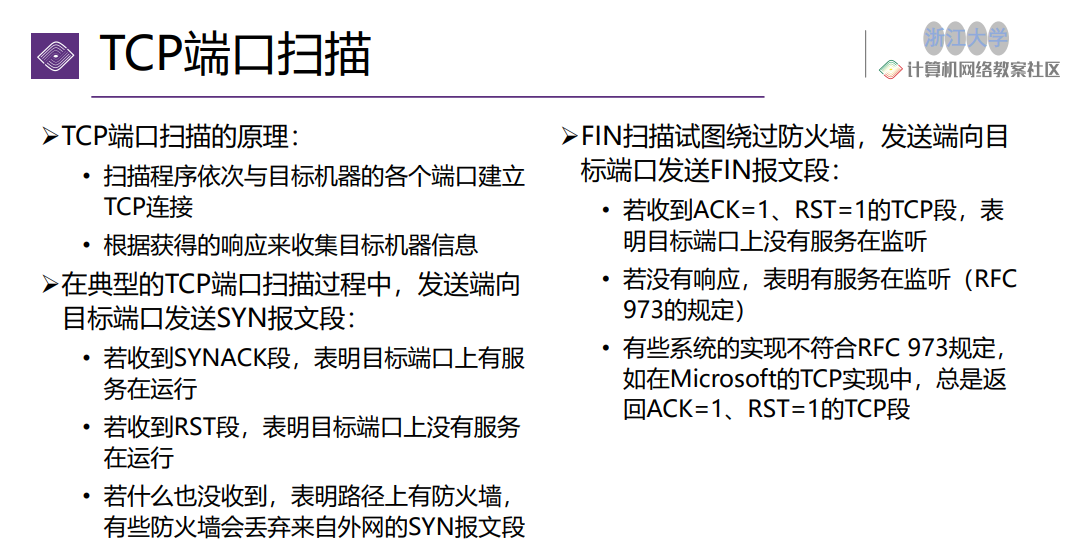 TCP端口扫描
浙江大学
计算机网络教案社区
➢TCP端口扫描的原理：
• 扫描程序依次与目标机器的各个端口建立
TCP连接
• 根据获得的响应来收集目标机器信息
➢在典型的TCP端口扫描过程中，发送端向
目标端口发送SYN报文段：
• 若收到SYNACK段，表明目标端口上有服
务在运行
• 若收到RST段，表明目标端口上没有服务
在运行
• 若什么也没收到，表明路径上有防火墙，
有些防火墙会丢弃来自外网的SYN报文段
➢FIN扫描试图绕过防火墙，发送端向目
标端口发送FIN报文段：
• 若收到ACK=1、RST=1的TCP段，表
明目标端口上没有服务在监听
• 若没有响应，表明有服务在监听（RFC
973的规定）
• 有些系统的实现不符合RFC 973规定，
如在Microsoft的TCP实现中，总是返
回ACK=1、RST=1的TCP段